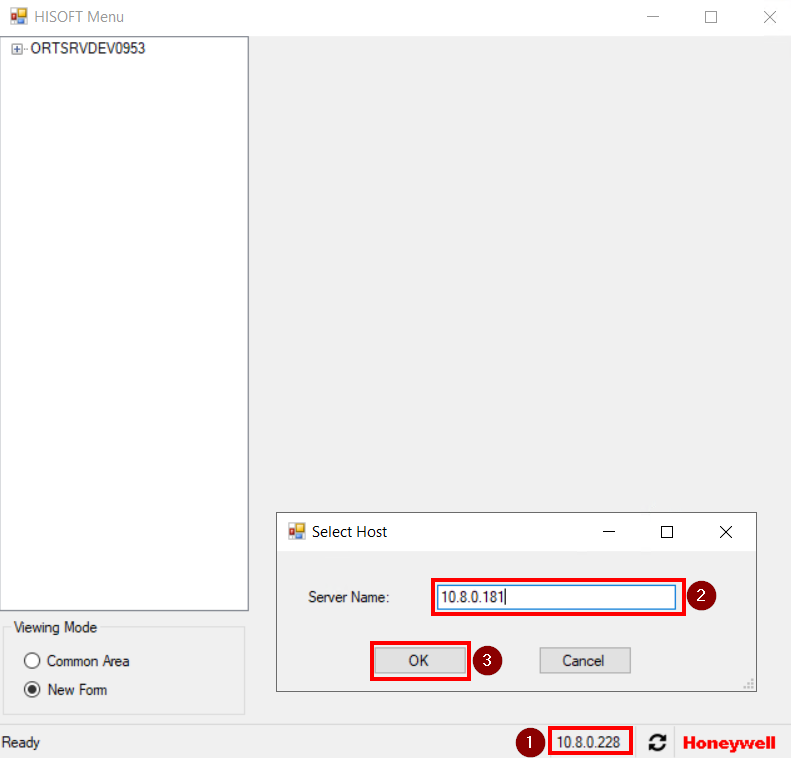 HISOFT Menu
ORTSRVDEV0953
Select Host
Server Name:
10.8.0.181
2
OK
3
Cancel
Viewing Mode
Common Area
New Form
Ready
1
10.8.0.228
Honeywell